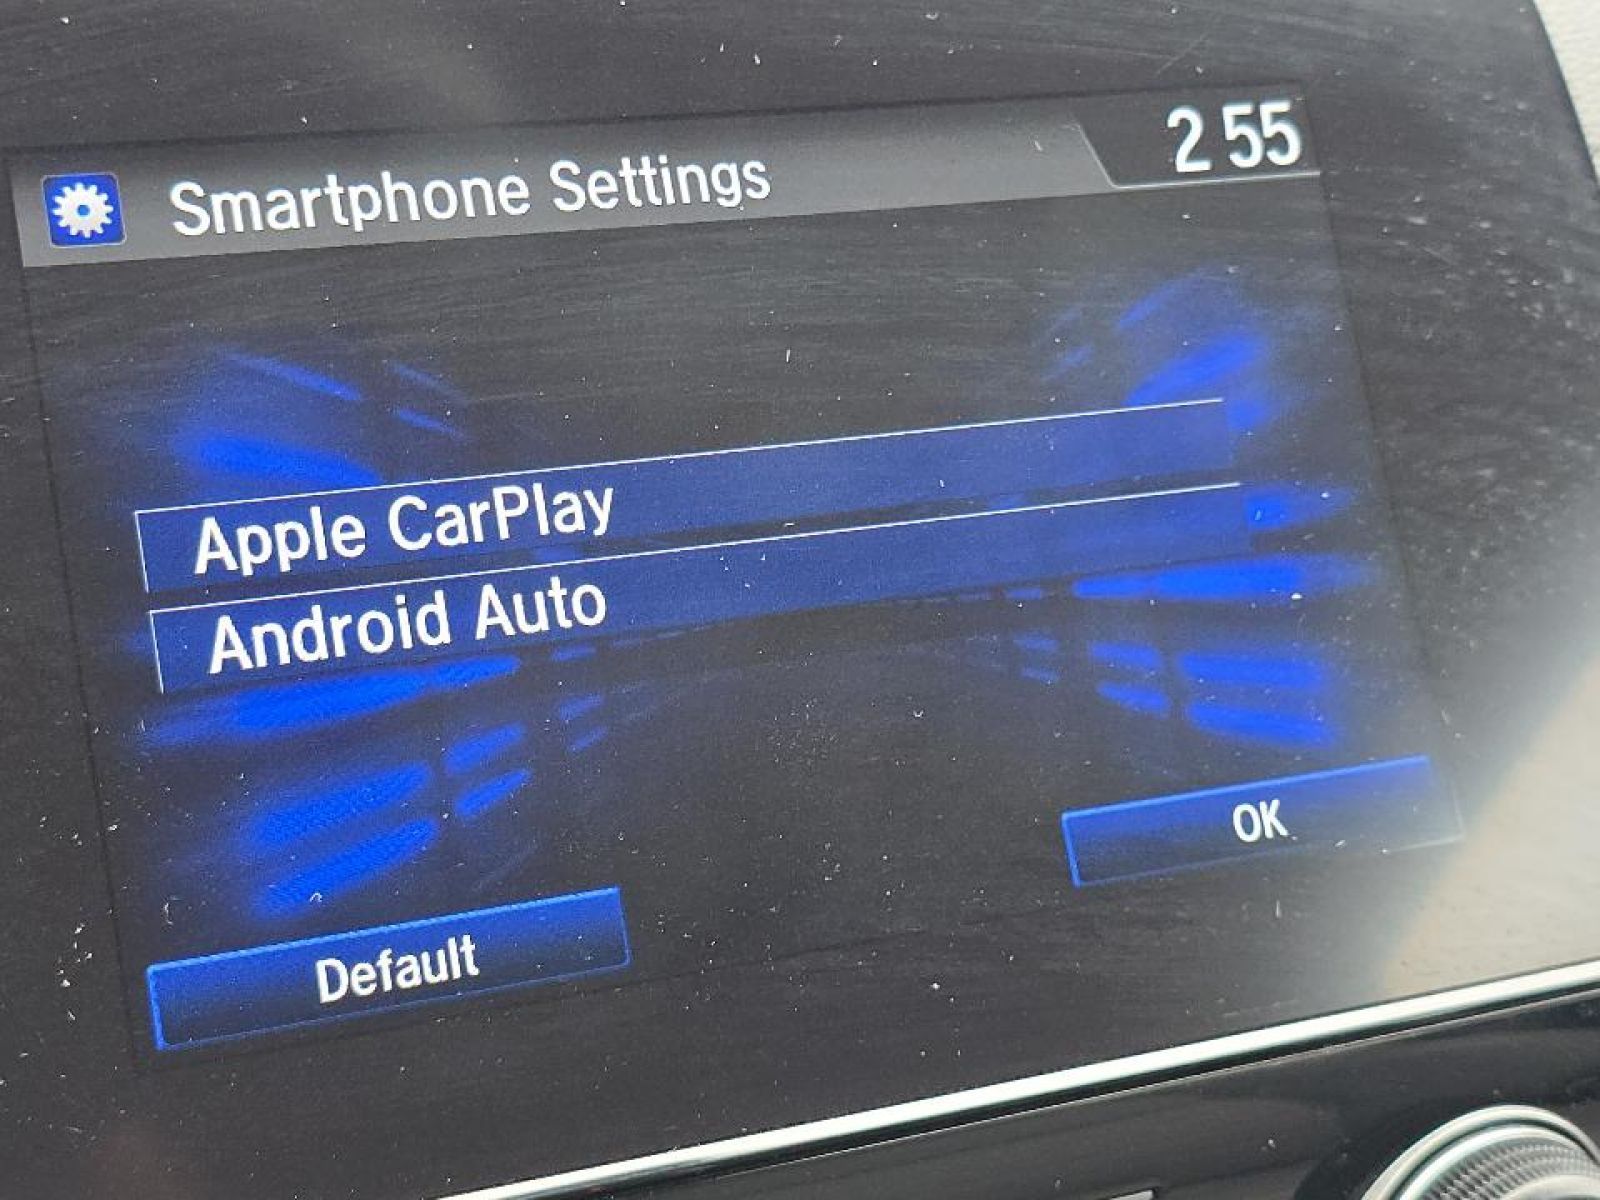 Smartphone Settings
2 55
Apple CarPlay
Android Auto
OK
Default